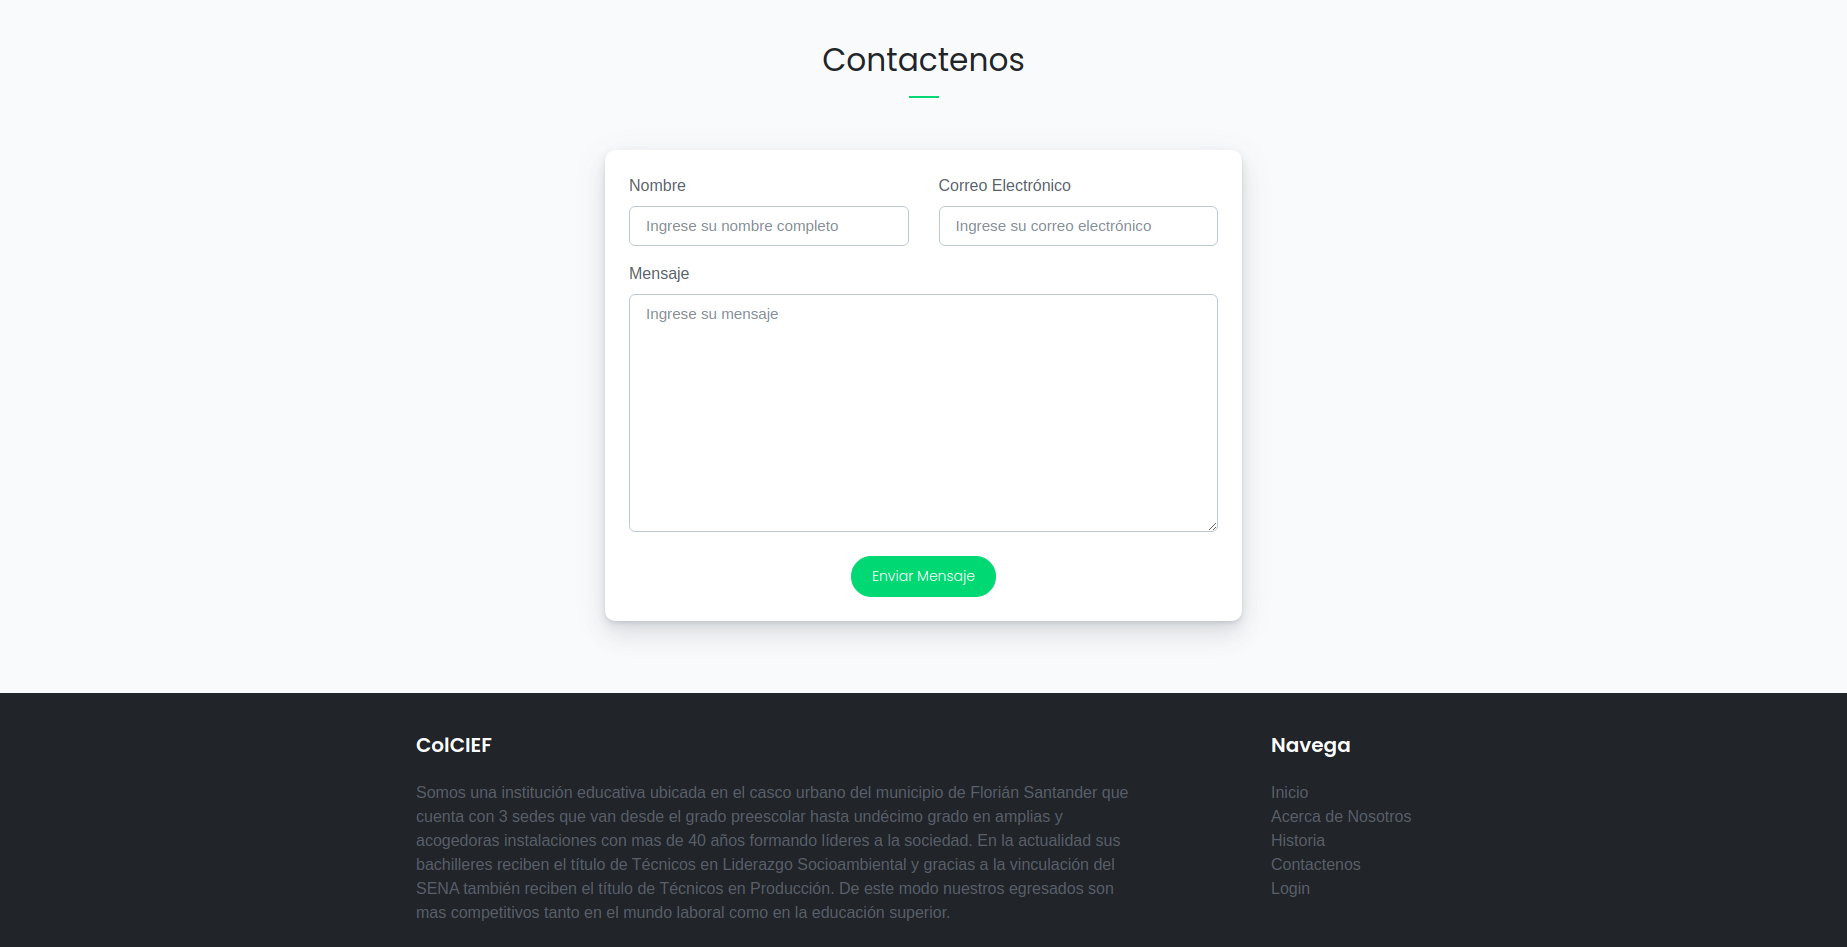 Contactenos
Nombre
Correo Electrónico
Ingrese su nombre completo
Ingrese su correo electrónico
Mensaje
Ingrese su mensaje
Enviar Mensaje
ColCIEF
Somos una institución educativa ubicada en el casco urbano del municipio de Florián Santander que
cuenta con 3 sedes que van desde el grado preescolar hasta undécimo grado en amplias y
acogedoras instalaciones con mas de 40 años formando líderes a la sociedad. En la actualidad sus
bachilleres reciben el título de Técnicos en Liderazgo Socioambiental y gracias a la vinculación del
SENA también reciben el título de Técnicos en Producción. De este modo nuestros egresados son
mas competitivos tanto en el mundo laboral como en la educación superior.
Navega
Inicio
Acerca de Nosotros
Historia
Contactenos
Login